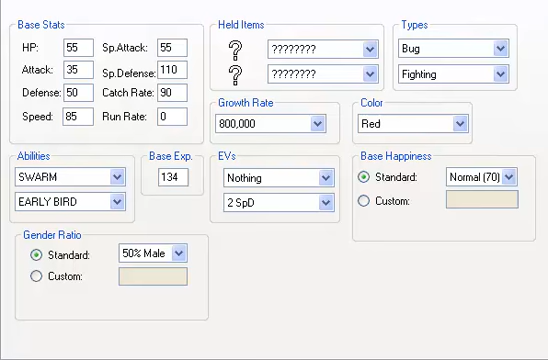 Base Stats
HP: 55 Sp.Attack: 55
Attack: 35 Sp.Defense: 110
Defense: 50 Catch Rate: 90
Speed: 85 Run Rate: 0
Held Items
? ????????
? ????????
Types
Bug
Fighting
Growth Rate
800,000
Color
Red
Abilities
SWARM
EARLY BIRD
Base Exp.
134
EVs
Nothing
2 SpD
Base Happiness
Standard: Normal (70)
Custom:
Gender Ratio
Standard: 50% Male
Custom: